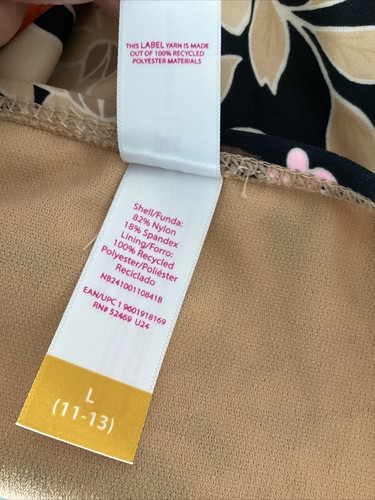 THIS LABEL YARN IS MADE
OUT OF 100% RECYCLED
POLYESTER MATERIALS
Shell/Funda:
82% Nylon
18% Spandex
Lining/Forro:
100% Recycled
Polyester/Poliéster
Reciclado
NB24100110841B
EAN/UPC 1 9601918169
RN# 52469 U24
L
(11-13)